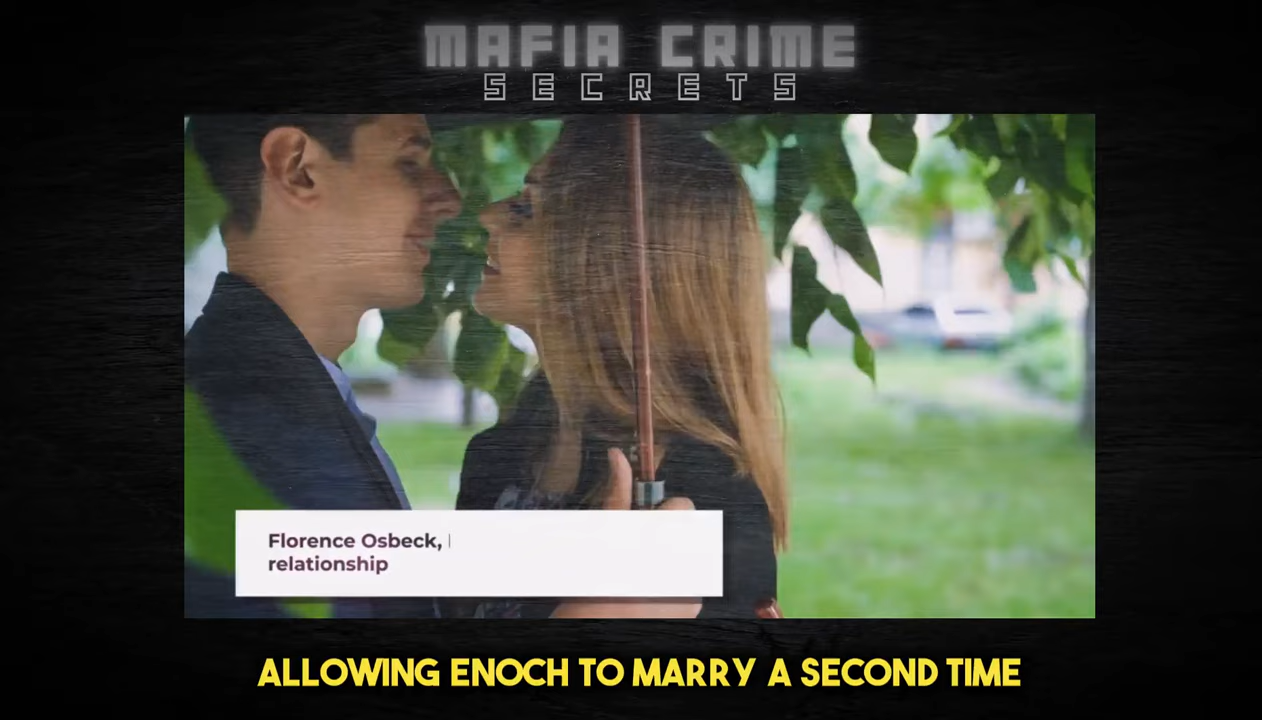 MAFIA CRIME
SECRETS
Florence Osbeck,
relationship
ALLOWING ENOCH TO MARRY A SECOND TIME